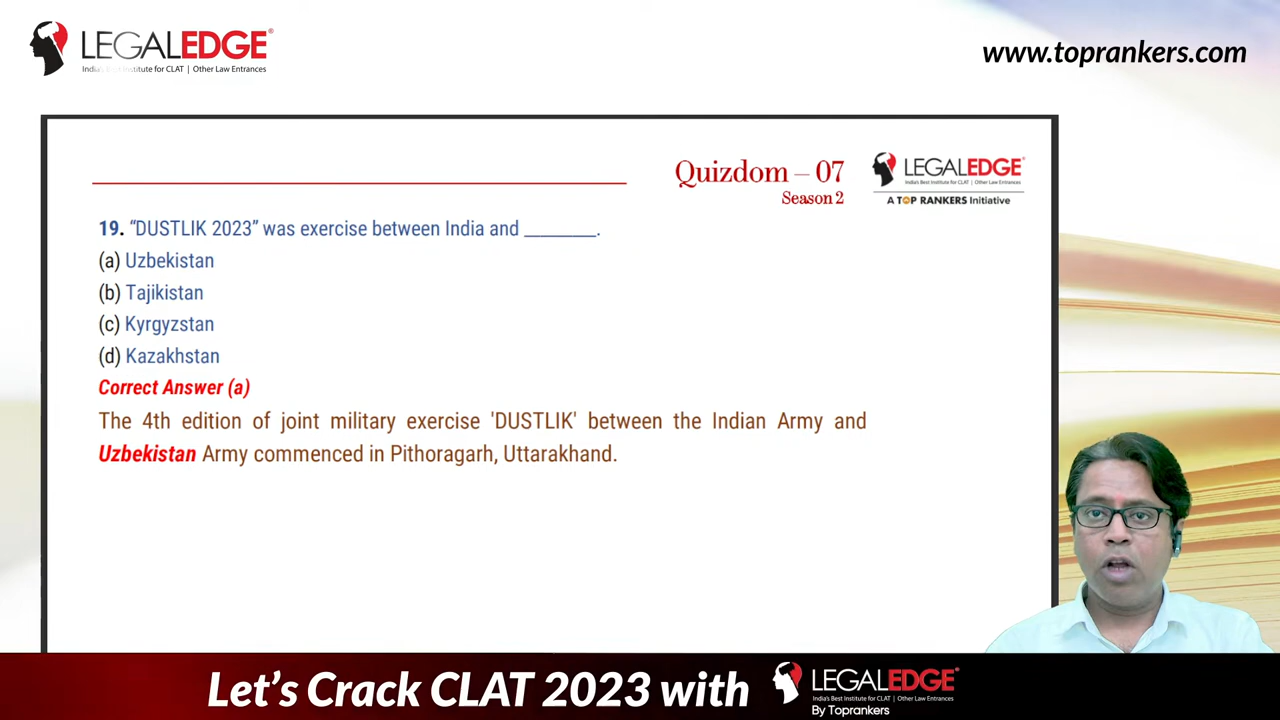 LEGALEDGE
India's Best Institute for CLAT | Other Law Entrances
www.toprankers.com
Quizdom – 07
Season 2
LEGALEDGE
India's Best Institute for CLAT | Other Law Entrances
A TOP RANKERS Initiative
19. “DUSTLIK 2023” was exercise between India and ________.
(a) Uzbekistan
(b) Tajikistan
(c) Kyrgyzstan
(d) Kazakhstan
Correct Answer (a)
The 4th edition of joint military exercise 'DUSTLIK' between the Indian Army and
Uzbekistan Army commenced in Pithoragarh, Uttarakhand.
Let's Crack CLAT 2023 with
LEGALEDGE
India's Best Institute for CLAT | Other Law Entrances
By Toprankers